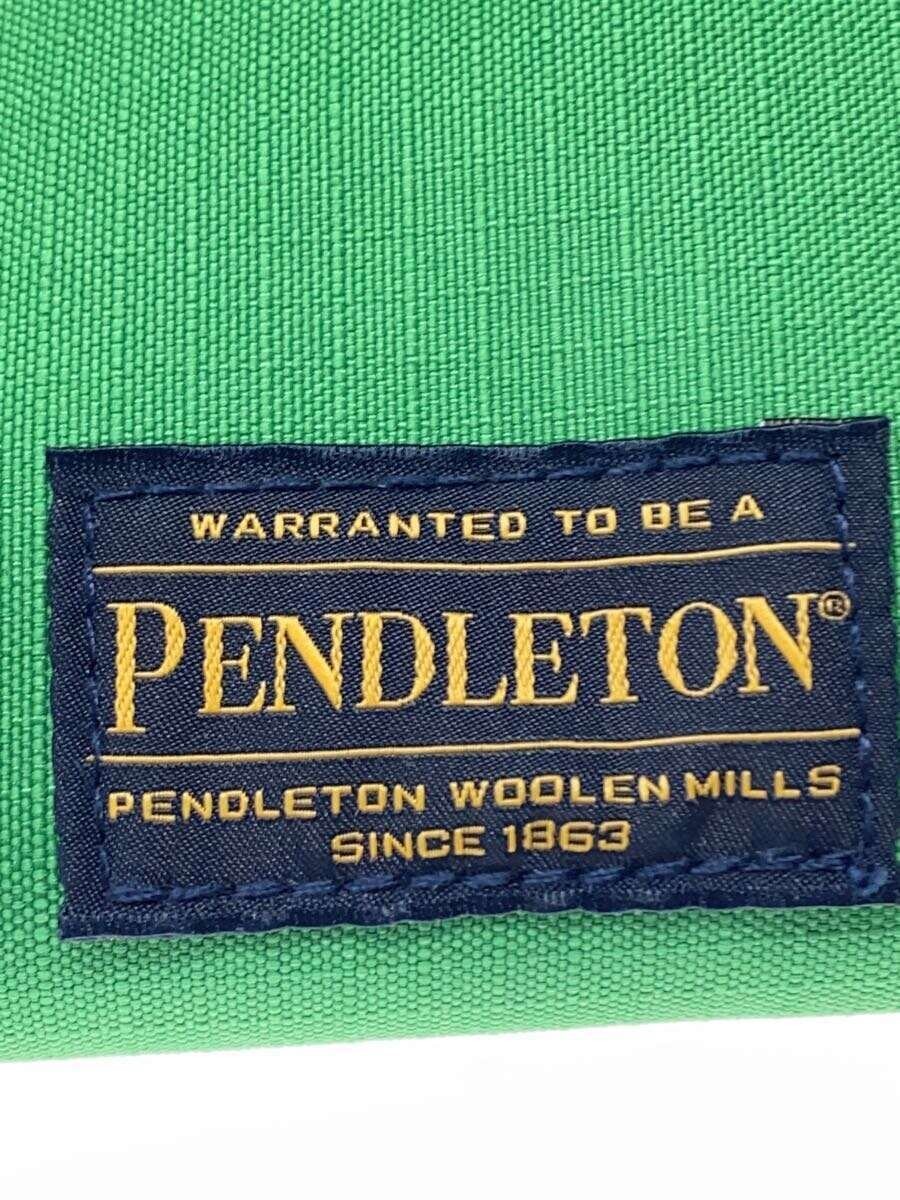 WARRANTED TO BE A
PENDLETON®
PENDLETON WOOLEN MILLS
SINCE 1863